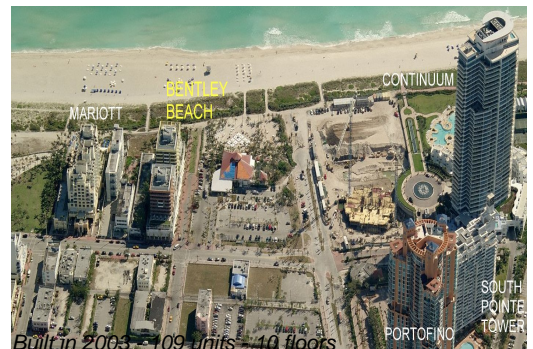 BENTLEY
BEACH
CONTINUUM
MARIOTT
SOUTH
POINTE
TOWER
PORTOFINO
Built in 2003 - 109 units - 10 floors